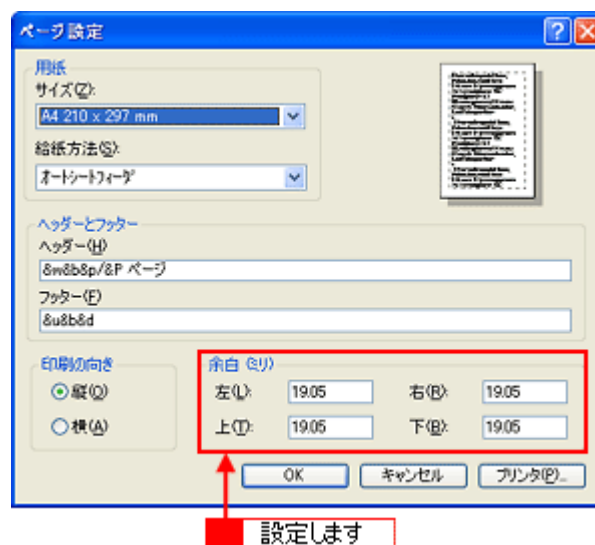 ページ設定
用紙
サイズ(Z):
A4 210 x 297 mm
給紙方法(S):
オートシートフィーダ
ヘッダーとフッター
ヘッダー(H)
&w&b&p/&P ページ
フッター(F)
&u&b&d
印刷の向き
縦(O)
横(A)
余白 (ミリ)
左(L): 19.05 右(R): 19.05
上(T): 19.05 下(B): 19.05
OK キャンセル プリンタ(P)...
設定します